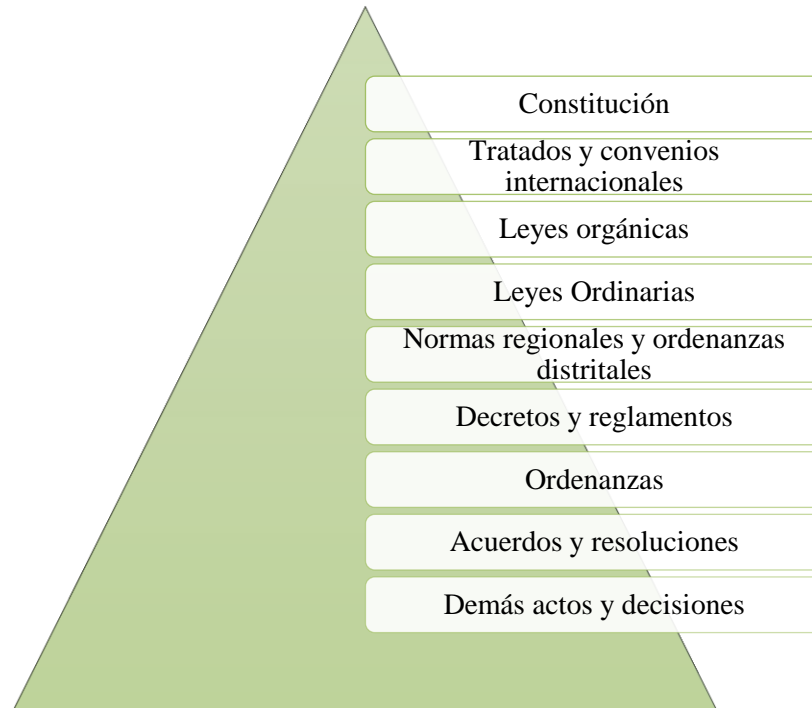 Constitución
Tratados y convenios
internacionales
Leyes orgánicas
Leyes Ordinarias
Normas regionales y ordenanzas
distritales
Decretos y reglamentos
Ordenanzas
Acuerdos y resoluciones
Demás actos y decisiones